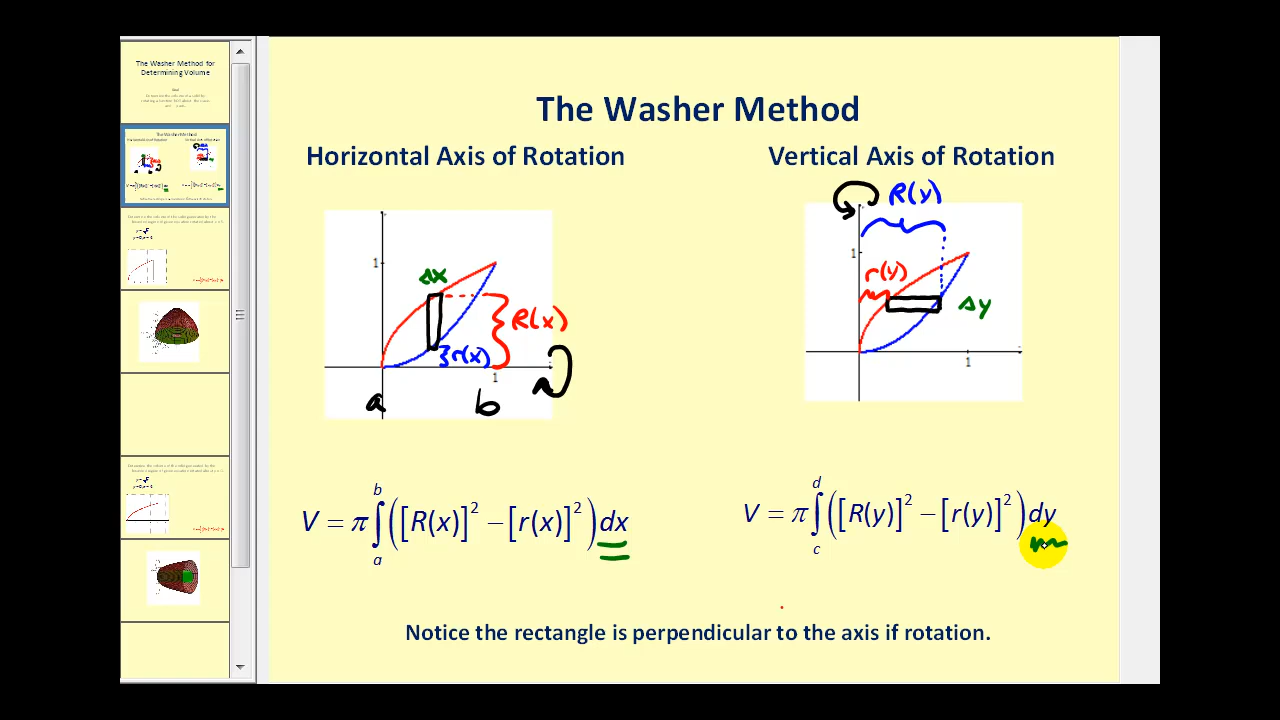 The Washer Method for
Determining Volume
The Washer Method
Horizontal Axis of Rotation
Vertical Axis of Rotation
1
Δx
R(x)
r(x)
1
a
b
R(y)
1
r(y)
Δy
1
V = π∫ₐᵇ([R(x)]² − [r(x)]²)dx
V = π∫_c^d([R(y)]² − [r(y)]²)dy
Notice the rectangle is perpendicular to the axis if rotation.